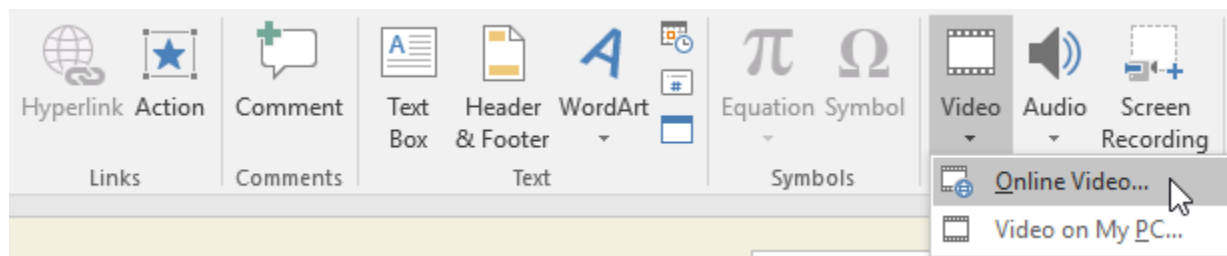 Hyperlink Action
Comment
Text Box
Header & Footer
WordArt
#
Equation Symbol
Video
Audio
Screen Recording
Links
Comments
Text
Symbols
Online Video...
Video on My PC...